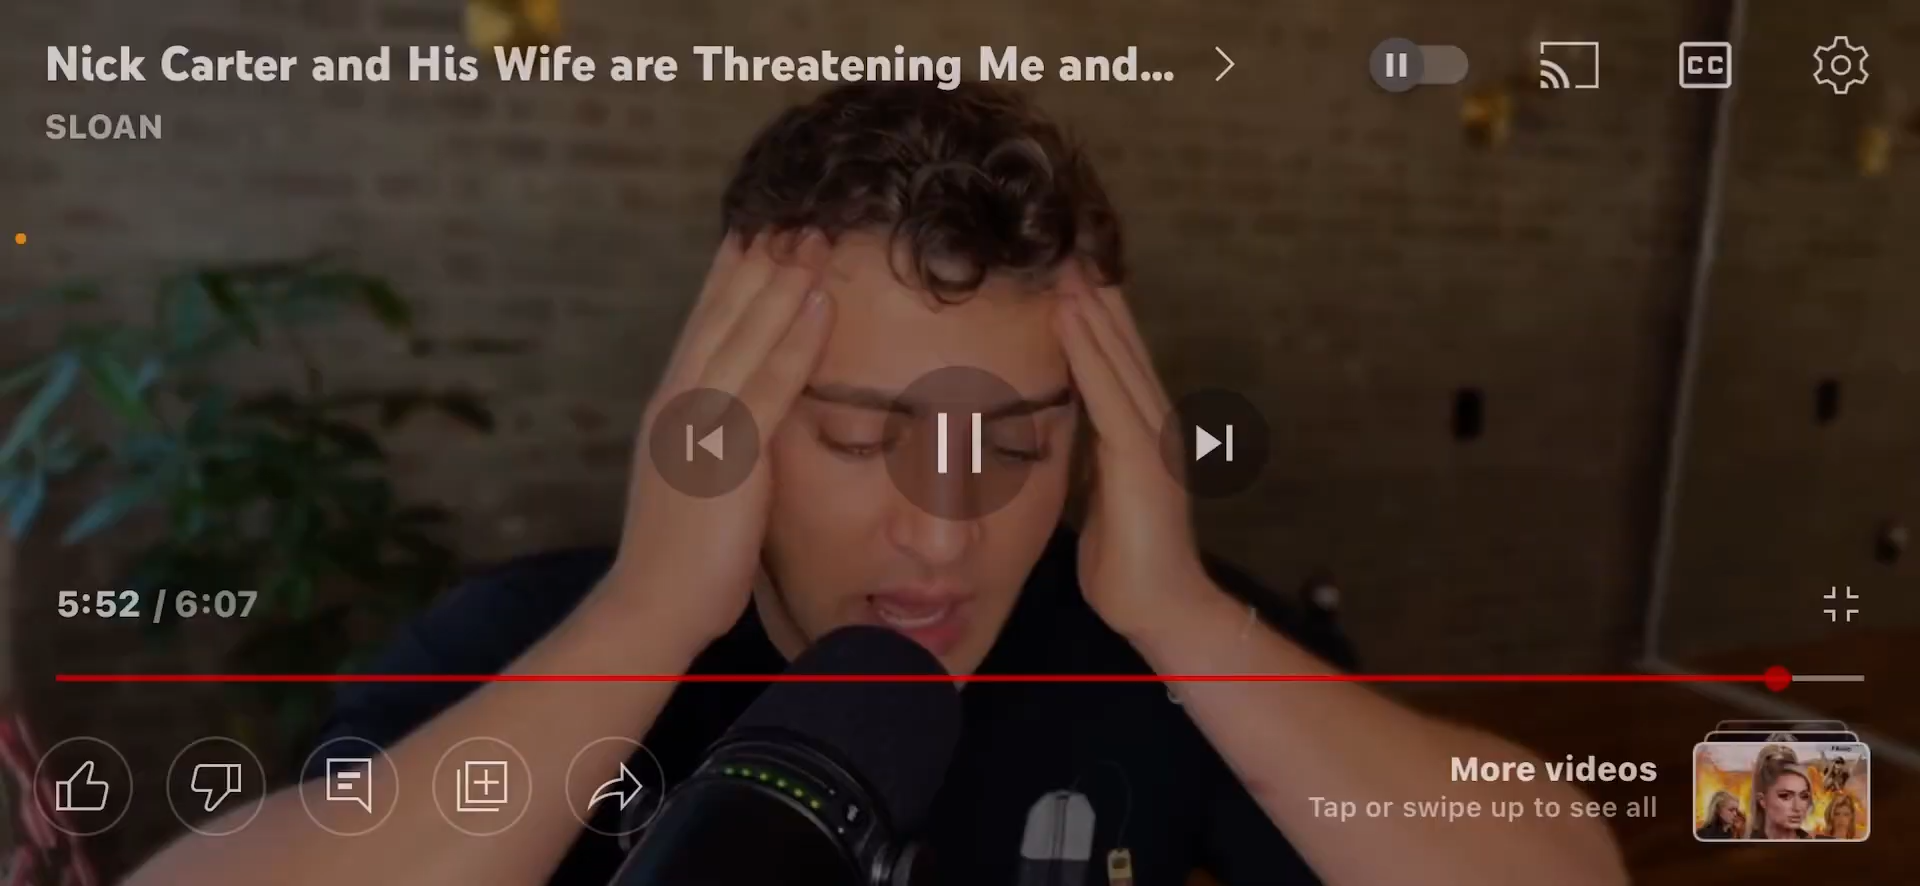 Nick Carter and His Wife are Threatening Me and...
CC
SLOAN
5:52 / 6:07
More videos
Tap or swipe up to see all